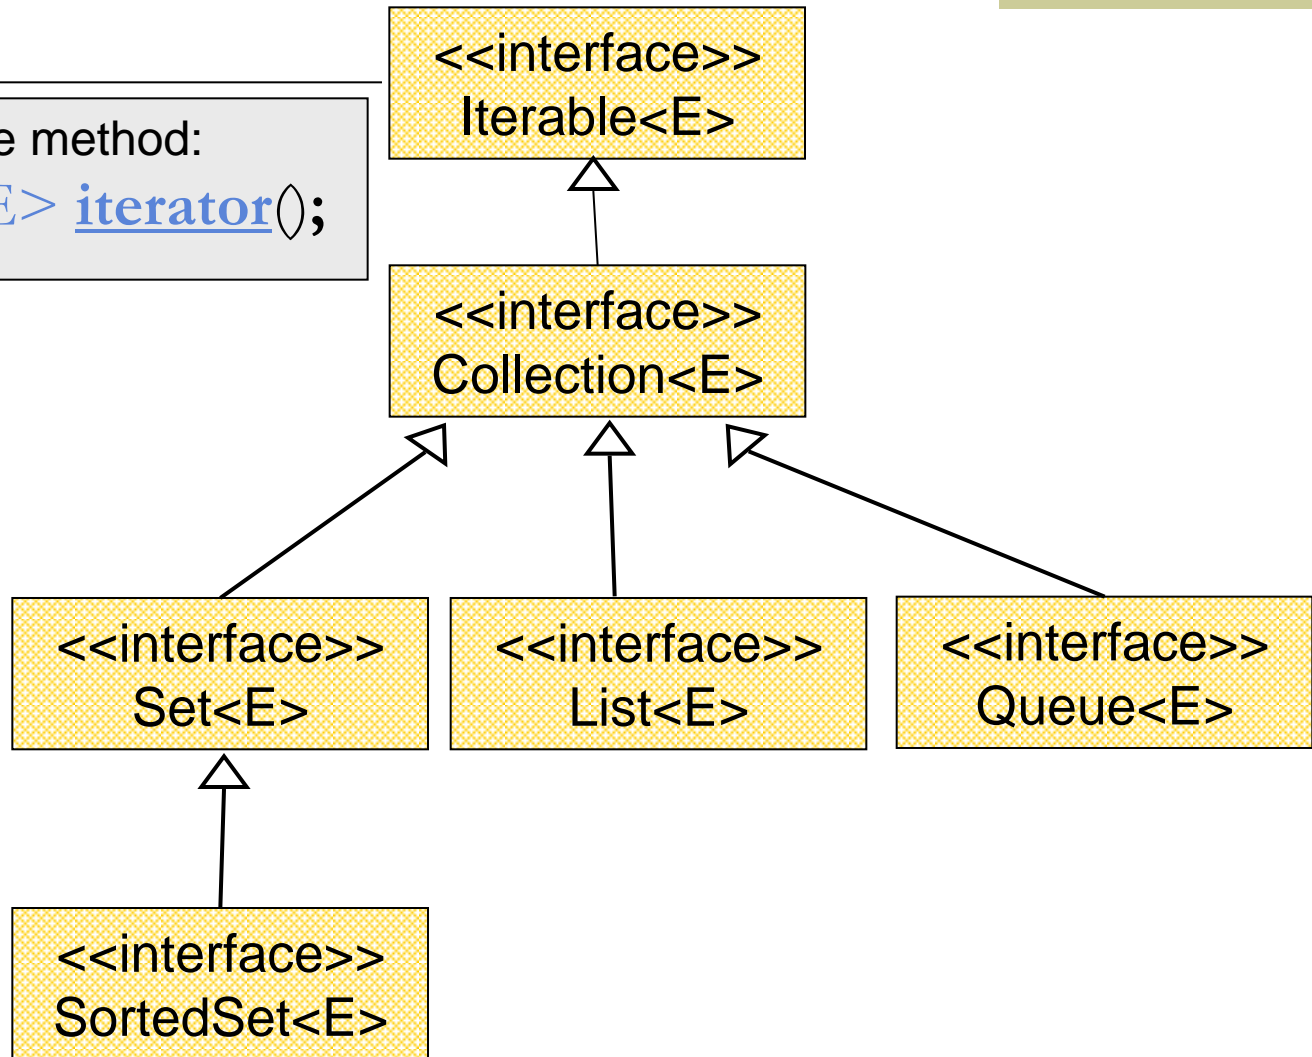 <<interface>>
Iterable<E>
e method:
E> iterator();
<<interface>>
Collection<E>
<<interface>>
Set<E>
<<interface>>
List<E>
<<interface>>
Queue<E>
<<interface>>
SortedSet<E>